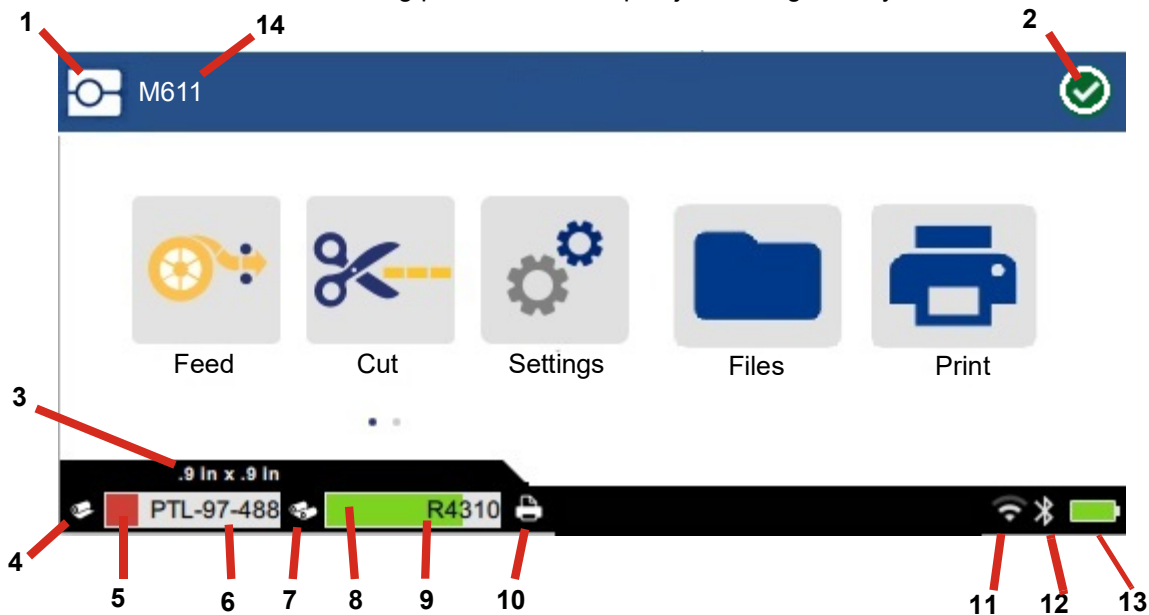 1
14
2
M611
Feed
Cut
Settings
Files
Print
3
.9 In x .9 In
PTL-97-488
R4310
4
5
6
7
8
9
10
11
12
13